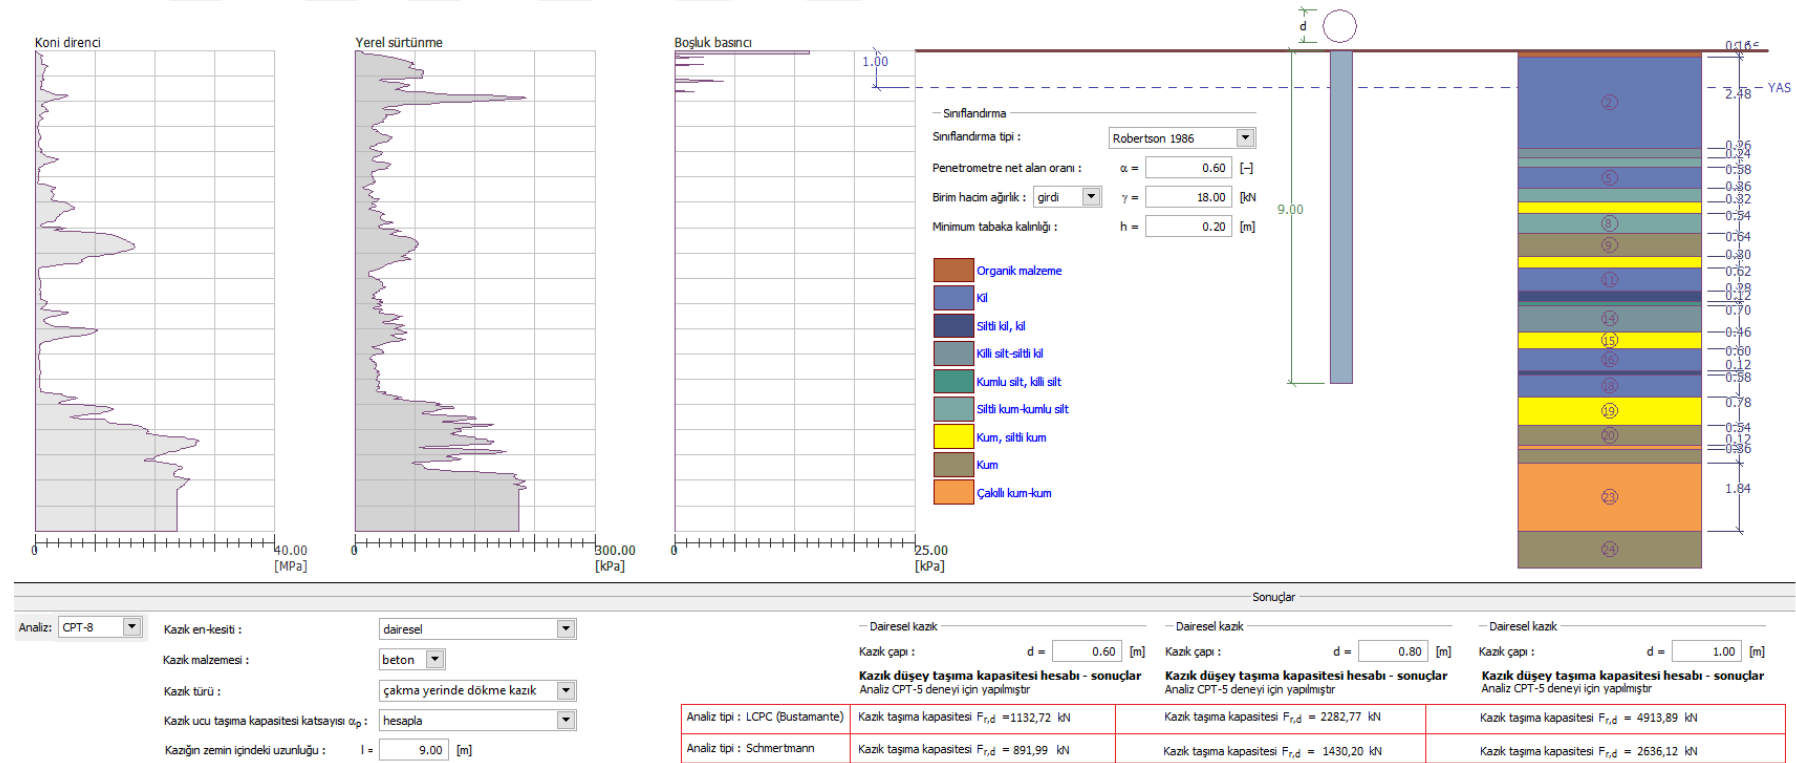 Koni direnci
Yerel sürtünme
Boşluk basıncı
d
1.00
YAS
9.00
Sınıflandırma
Sınıflandırma tipi :
Robertson 1986
Penetrometre net alan oranı :
α =
0.60
[–]
Birim hacim ağırlık :
girdi
γ =
18.00
[kN
Minimum tabaka kalınlığı :
h =
0.20
[m]
Organik malzeme
Kil
Siltli kil, kil
Killi silt-siltli kil
Kumlu silt, killi silt
Siltli kum-kumlu silt
Kum, siltli kum
Kum
Çakıllı kum-kum
2
5
8
9
11
14
15
16
18
19
20
23
24
2.48
0.58
0.32
0.54
0.64
0.62
0.70
0.46
0.60
0.12
0.58
0.78
0.54
0.12
1.84
0
40.00
[MPa]
0
300.00
[kPa]
0
25.00
[kPa]
Sonuçlar
Analiz:
CPT-8
Kazık en-kesiti :
dairesel
Kazık malzemesi :
beton
Kazık türü :
çakma yerinde dökme kazık
Kazık ucu taşıma kapasitesi katsayısı αp :
hesapla
Kazığın zemin içindeki uzunluğu :
l =
9.00
[m]
Dairesel kazık
Kazık çapı :
d =
0.60
[m]
Kazık düşey taşıma kapasitesi hesabı - sonuçlar
Analiz CPT-5 deneyi için yapılmıştır
Dairesel kazık
Kazık çapı :
d =
0.80
[m]
Kazık düşey taşıma kapasitesi hesabı - sonuçlar
Analiz CPT-5 deneyi için yapılmıştır
Dairesel kazık
Kazık çapı :
d =
1.00
[m]
Kazık düşey taşıma kapasitesi hesabı - sonuçlar
Analiz CPT-5 deneyi için yapılmıştır
Analiz tipi : LCPC (Bustamante)
Kazık taşıma kapasitesi Fr,d =1132,72 kN
Kazık taşıma kapasitesi Fr,d = 2282,77 kN
Kazık taşıma kapasitesi Fr,d = 4913,89 kN
Analiz tipi : Schmertmann
Kazık taşıma kapasitesi Fr,d =891,99 kN
Kazık taşıma kapasitesi Fr,d = 1430,20 kN
Kazık taşıma kapasitesi Fr,d = 2636,12 kN